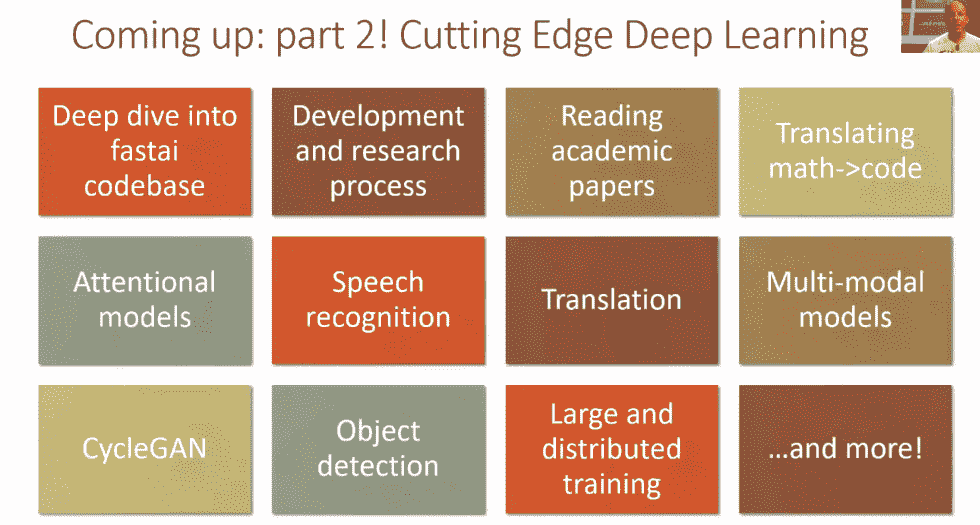 Coming up: part 2! Cutting Edge Deep Learning
Deep dive into
fastai
codebase
Development
and research
process
Reading
academic
papers
Translating
math->code
Attentional
models
Speech
recognition
Translation
Multi-modal
models
CycleGAN
Object
detection
Large and
distributed
training
...and more!